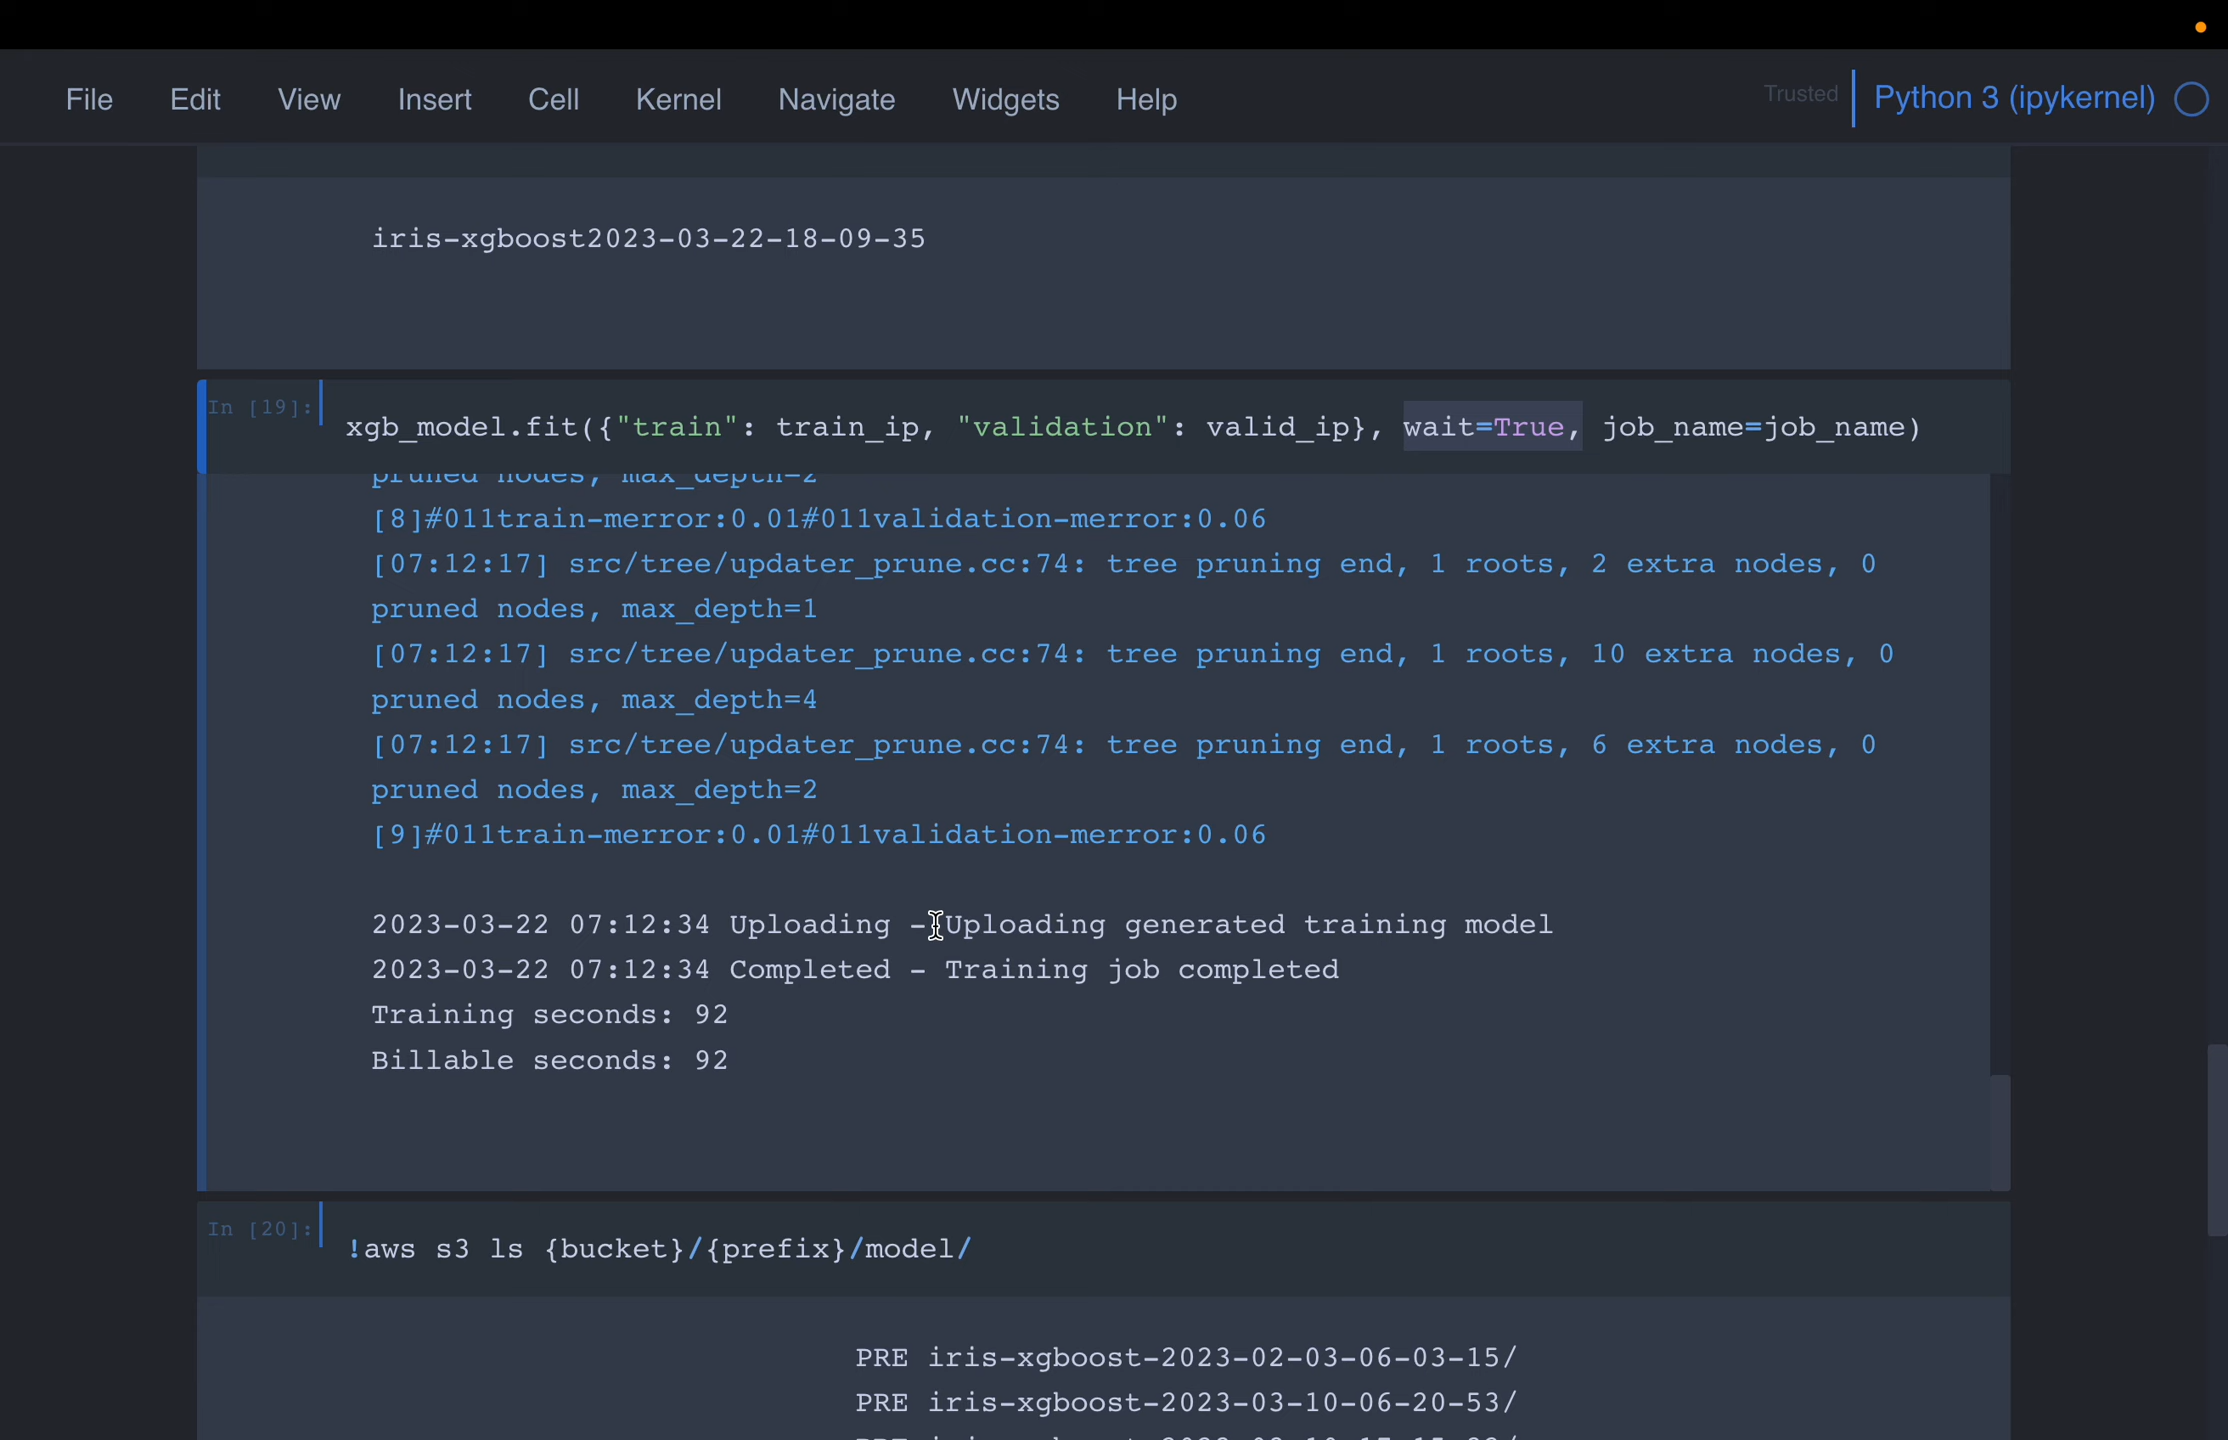 File Edit View Insert Cell Kernel Navigate Widgets Help Trusted Python 3 (ipykernel)
iris-xgboost2023-03-22-18-09-35
In [19]: xgb_model.fit({"train": train_ip, "validation": valid_ip}, wait=True, job_name=job_name)
pruned nodes, max_depth=2
[8]#011train-merror:0.01#011validation-merror:0.06
[07:12:17] src/tree/updater_prune.cc:74: tree pruning end, 1 roots, 2 extra nodes, 0
pruned nodes, max_depth=1
[07:12:17] src/tree/updater_prune.cc:74: tree pruning end, 1 roots, 10 extra nodes, 0
pruned nodes, max_depth=4
[07:12:17] src/tree/updater_prune.cc:74: tree pruning end, 1 roots, 6 extra nodes, 0
pruned nodes, max_depth=2
[9]#011train-merror:0.01#011validation-merror:0.06
2023-03-22 07:12:34 Uploading - Uploading generated training model
2023-03-22 07:12:34 Completed - Training job completed
Training seconds: 92
Billable seconds: 92
In [20]: !aws s3 ls {bucket}/{prefix}/model/
PRE iris-xgboost-2023-02-03-06-03-15/
PRE iris-xgboost-2023-03-10-06-20-53/